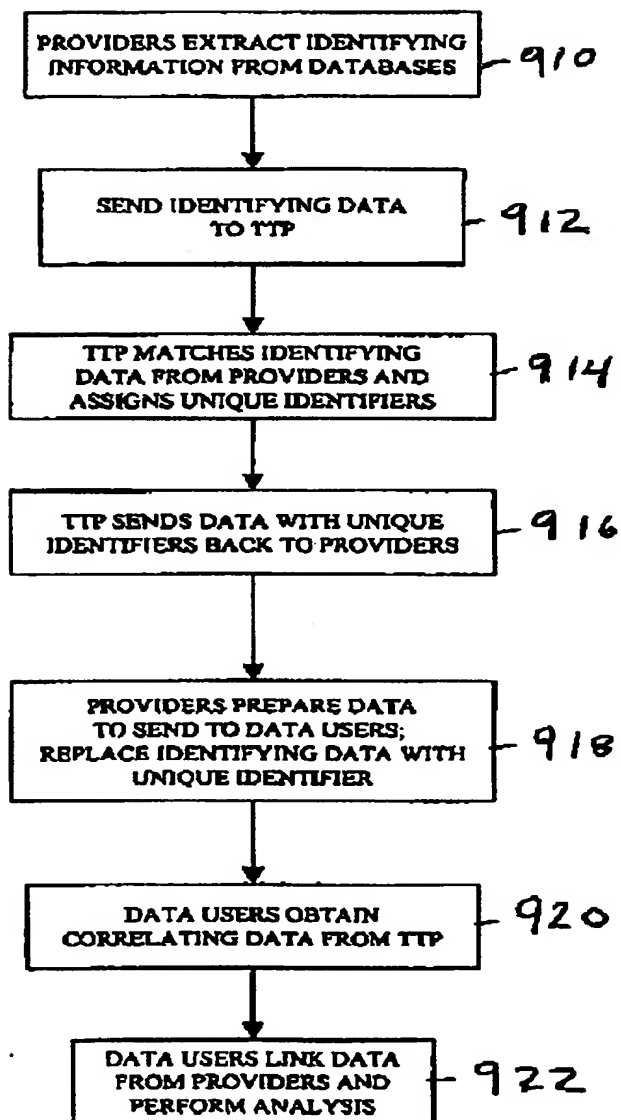 PROVIDERS EXTRACT IDENTIFYING
INFORMATION FROM DATABASES
910
SEND IDENTIFYING DATA
TO TTP
912
TTP MATCHES IDENTIFYING
DATA FROM PROVIDERS AND
ASSIGNS UNIQUE IDENTIFIERS
914
TTP SENDS DATA WITH UNIQUE
IDENTIFIERS BACK TO PROVIDERS
916
PROVIDERS PREPARE DATA
TO SEND TO DATA USERS;
REPLACE IDENTIFYING DATA WITH
UNIQUE IDENTIFIER
918
DATA USERS OBTAIN
CORRELATING DATA FROM TTP
920
DATA USERS LINK DATA
FROM PROVIDERS AND
PERFORM ANALYSIS
922